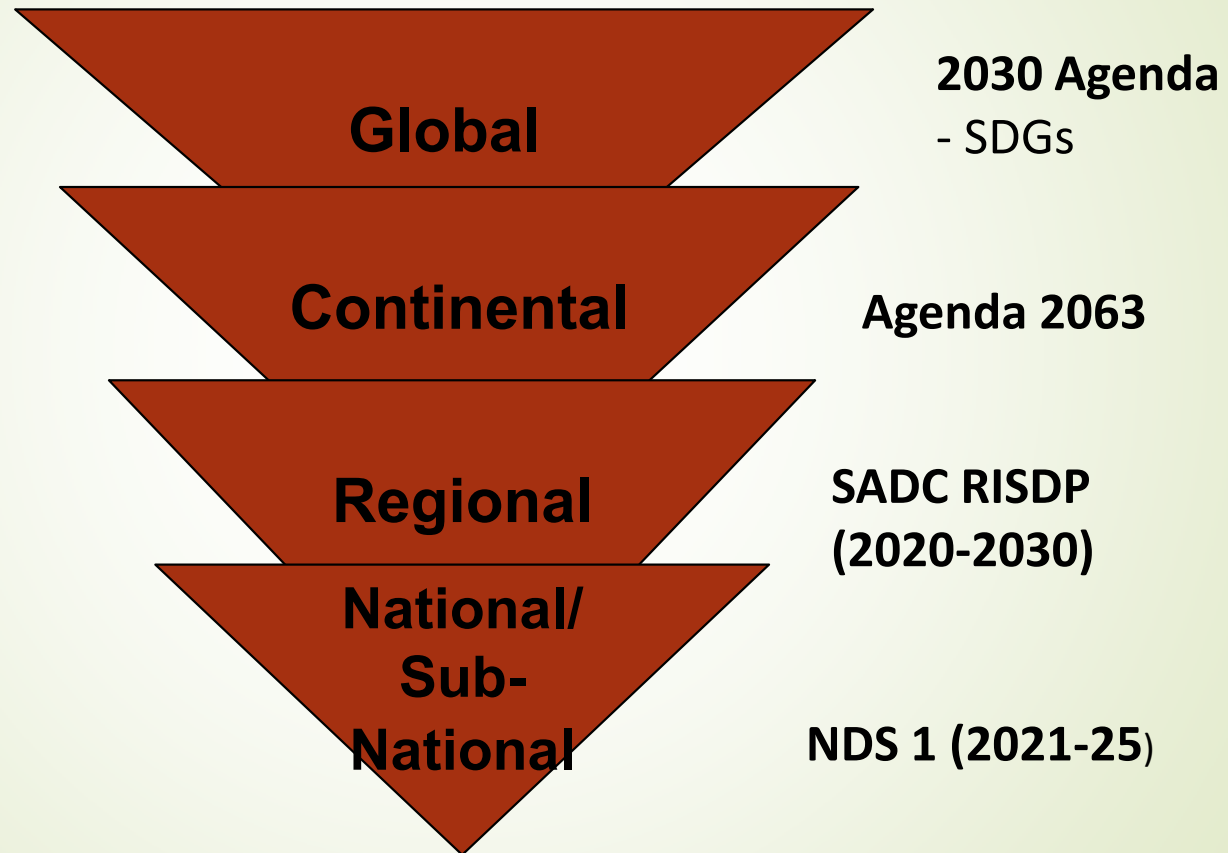 Global
2030 Agenda
- SDGs
Continental
Agenda 2063
Regional
SADC RISDP
(2020-2030)
National/
Sub-
National
NDS 1 (2021-25)